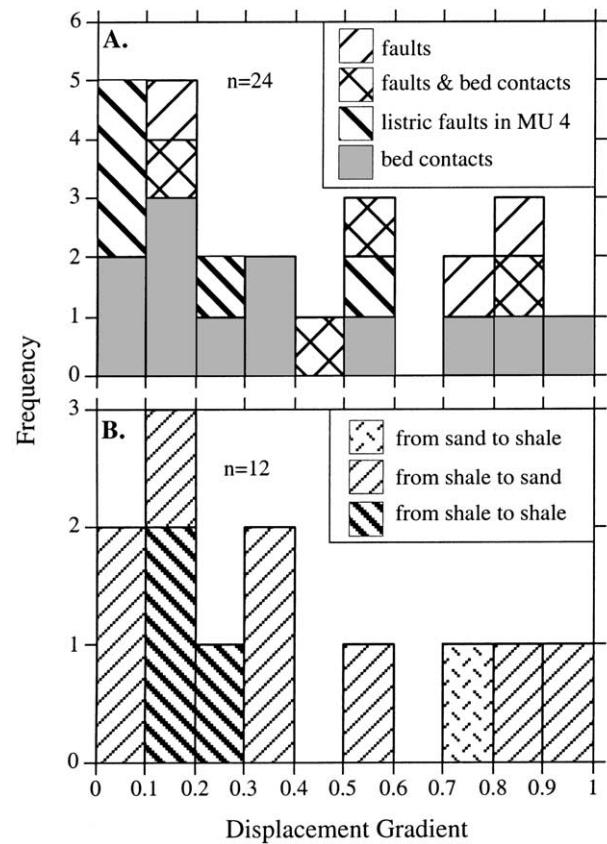 6
A.
faults
5
n=24
faults & bed contacts
4
listric faults in MU 4
bed contacts
3
2
1
0
Frequency
3
B.
from sand to shale
n=12
from shale to sand
2
from shale to shale
1
0
0 0.1 0.2 0.3 0.4 0.5 0.6 0.7 0.8 0.9 1
Displacement Gradient